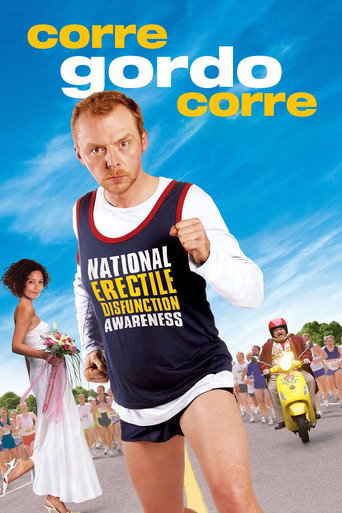 corre
gordo
corre
NATIONAL
ERECTILE
DISFUNCTION
AWARENESS